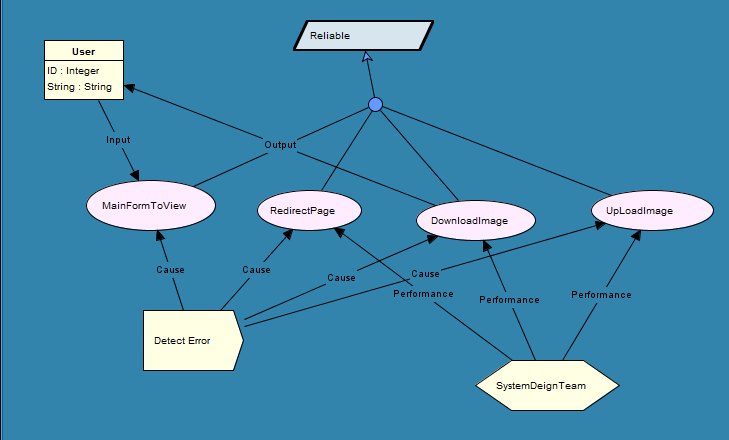 Reliable
User
ID : Integer
String : String
Input
Output
MainFormToView
RedirectPage
DownloadImage
UpLoadImage
Cause
Cause
Cause
Cause
Performance
Performance
Performance
Detect Error
SystemDeignTeam